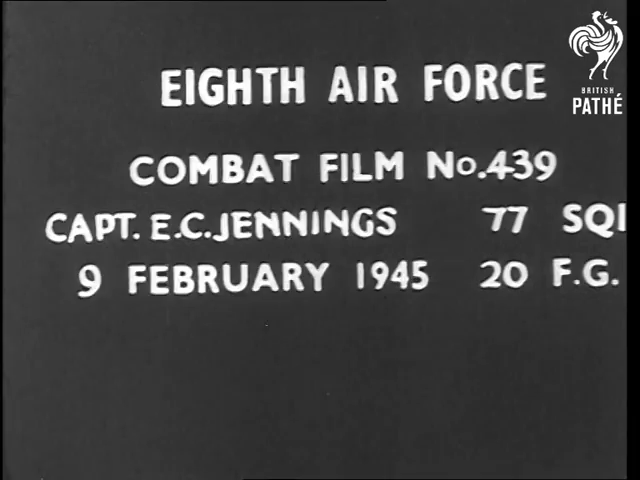 BRITISH
PATHÉ
EIGHTH AIR FORCE
COMBAT FILM No.439
CAPT. E.C.JENNINGS 77 SQ
9 FEBRUARY 1945 20 F.G.